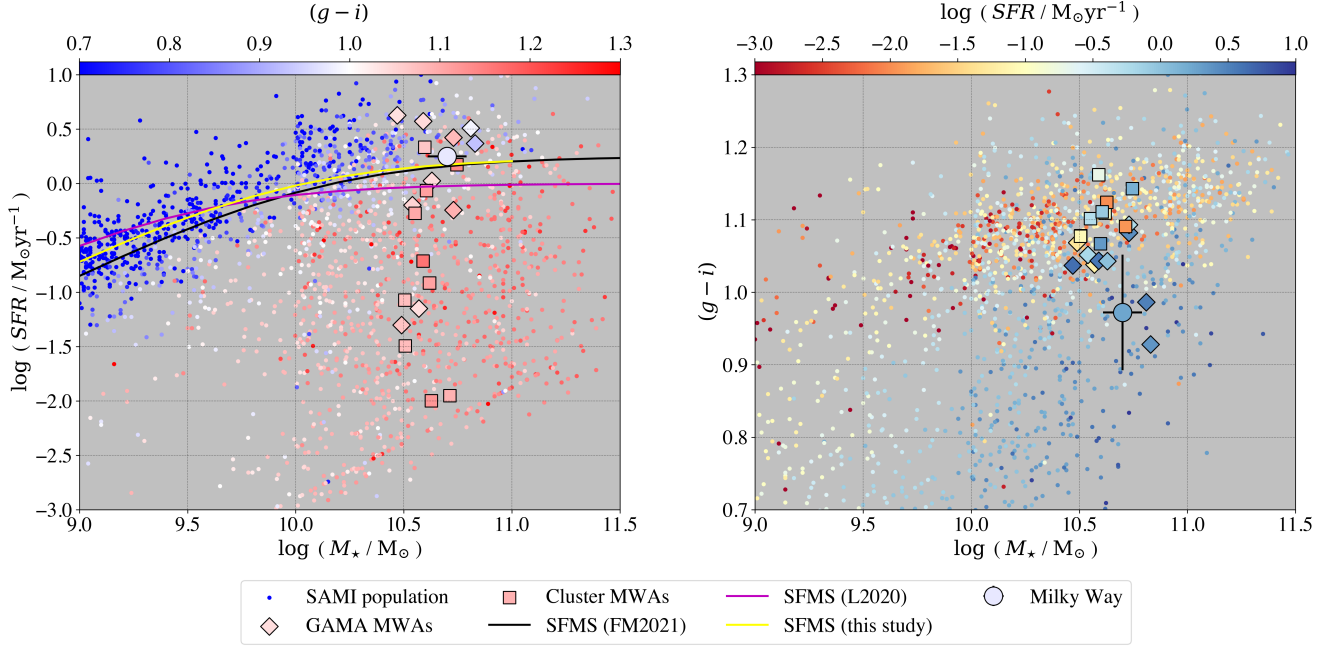 (g − i)
0.7 0.8 0.9 1.0 1.1 1.2 1.3
1.0
0.5
0.0
−0.5
−1.0
−1.5
−2.0
−2.5
−3.0
log ( SFR / M⊙yr⁻¹)
9.0 9.5 10.0 10.5 11.0 11.5
log ( M⋆ / M⊙)
log ( SFR / M⊙yr⁻¹)
−3.0 −2.5 −2.0 −1.5 −1.0 −0.5 0.0 0.5 1.0
1.3
1.2
1.1
1.0
0.9
0.8
0.7
(g − i)
9.0 9.5 10.0 10.5 11.0 11.5
log ( M⋆ / M⊙)
SAMI population Cluster MWAs SFMS (L2020) Milky Way
GAMA MWAs SFMS (FM2021) SFMS (this study)